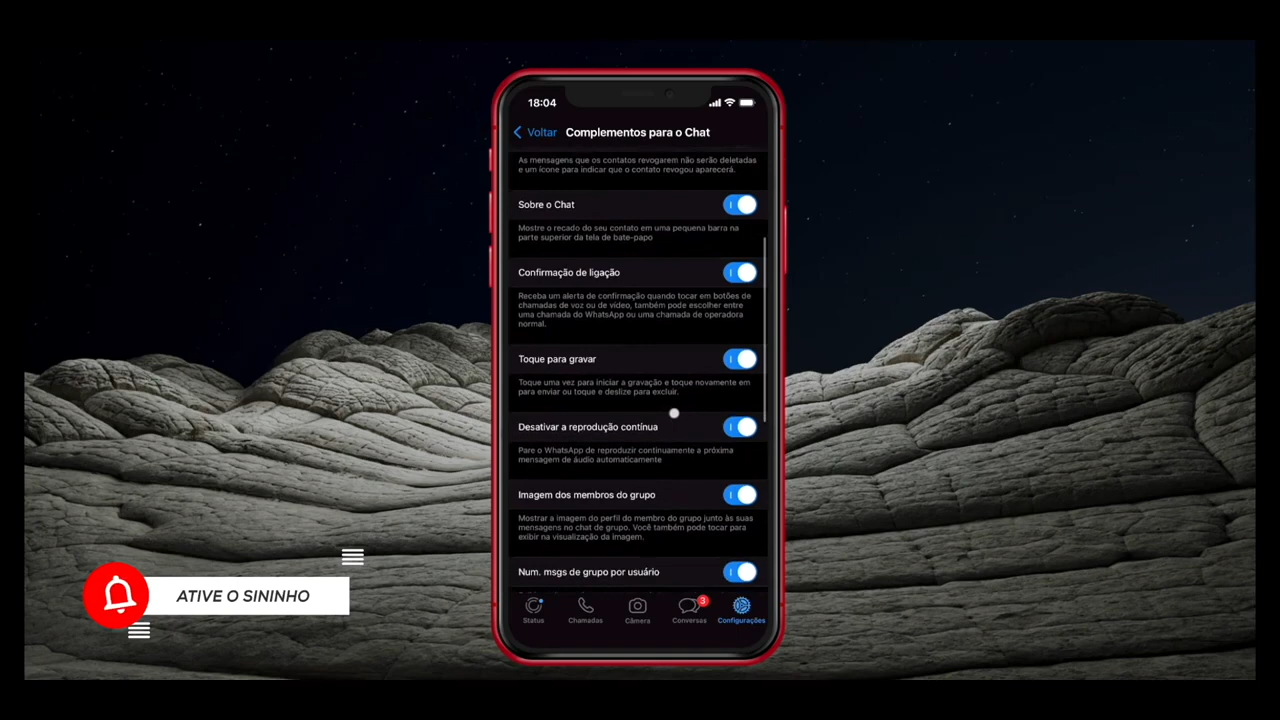 18:04
Voltar Complementos para o Chat
As mensagens que os contatos revogarem não serão deletadas
e um ícone para indicar que o contato revogou aparecerá.
Sobre o Chat
Mostre o recado do seu contato em uma pequena barra na
parte superior da tela de bate-papo
Confirmação de ligação
Receba um alerta de confirmação quando tocar em botões de
chamadas de voz ou de vídeo, também pode escolher entre
uma chamada do WhatsApp ou uma chamada de operadora
normal.
Toque para gravar
Toque uma vez para iniciar a gravação e toque novamente em
para enviar ou toque e deslize para excluir.
Desativar a reprodução contínua
Pare o WhatsApp de reproduzir continuamente a próxima
mensagem de áudio automaticamente
Imagem dos membros do grupo
Mostrar a imagem do perfil do membro do grupo junto às suas
mensagens no chat de grupo. Você também pode tocar para
exibir na visualização da imagem.
Num. msgs de grupo por usuário
3
Status Chamadas Câmera Conversas Configurações
ATIVE O SININHO